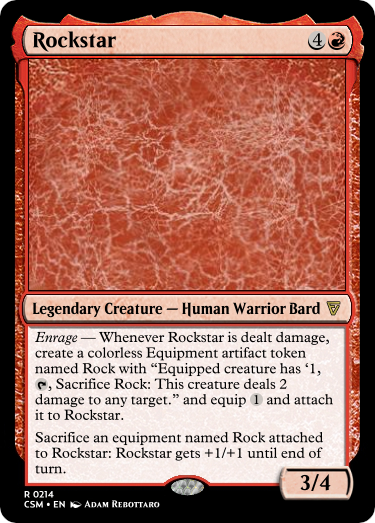 Rockstar 4
Legendary Creature — Human Warrior Bard
Enrage — Whenever Rockstar is dealt damage,
create a colorless Equipment artifact token
named Rock with “Equipped creature has ‘1,
, Sacrifice Rock: This creature deals 2
damage to any target.” and equip 1 and attach
it to Rockstar.
Sacrifice an equipment named Rock attached
to Rockstar: Rockstar gets +1/+1 until end of
turn.
3/4
R 0214
CSM • EN Adam Rebottaro